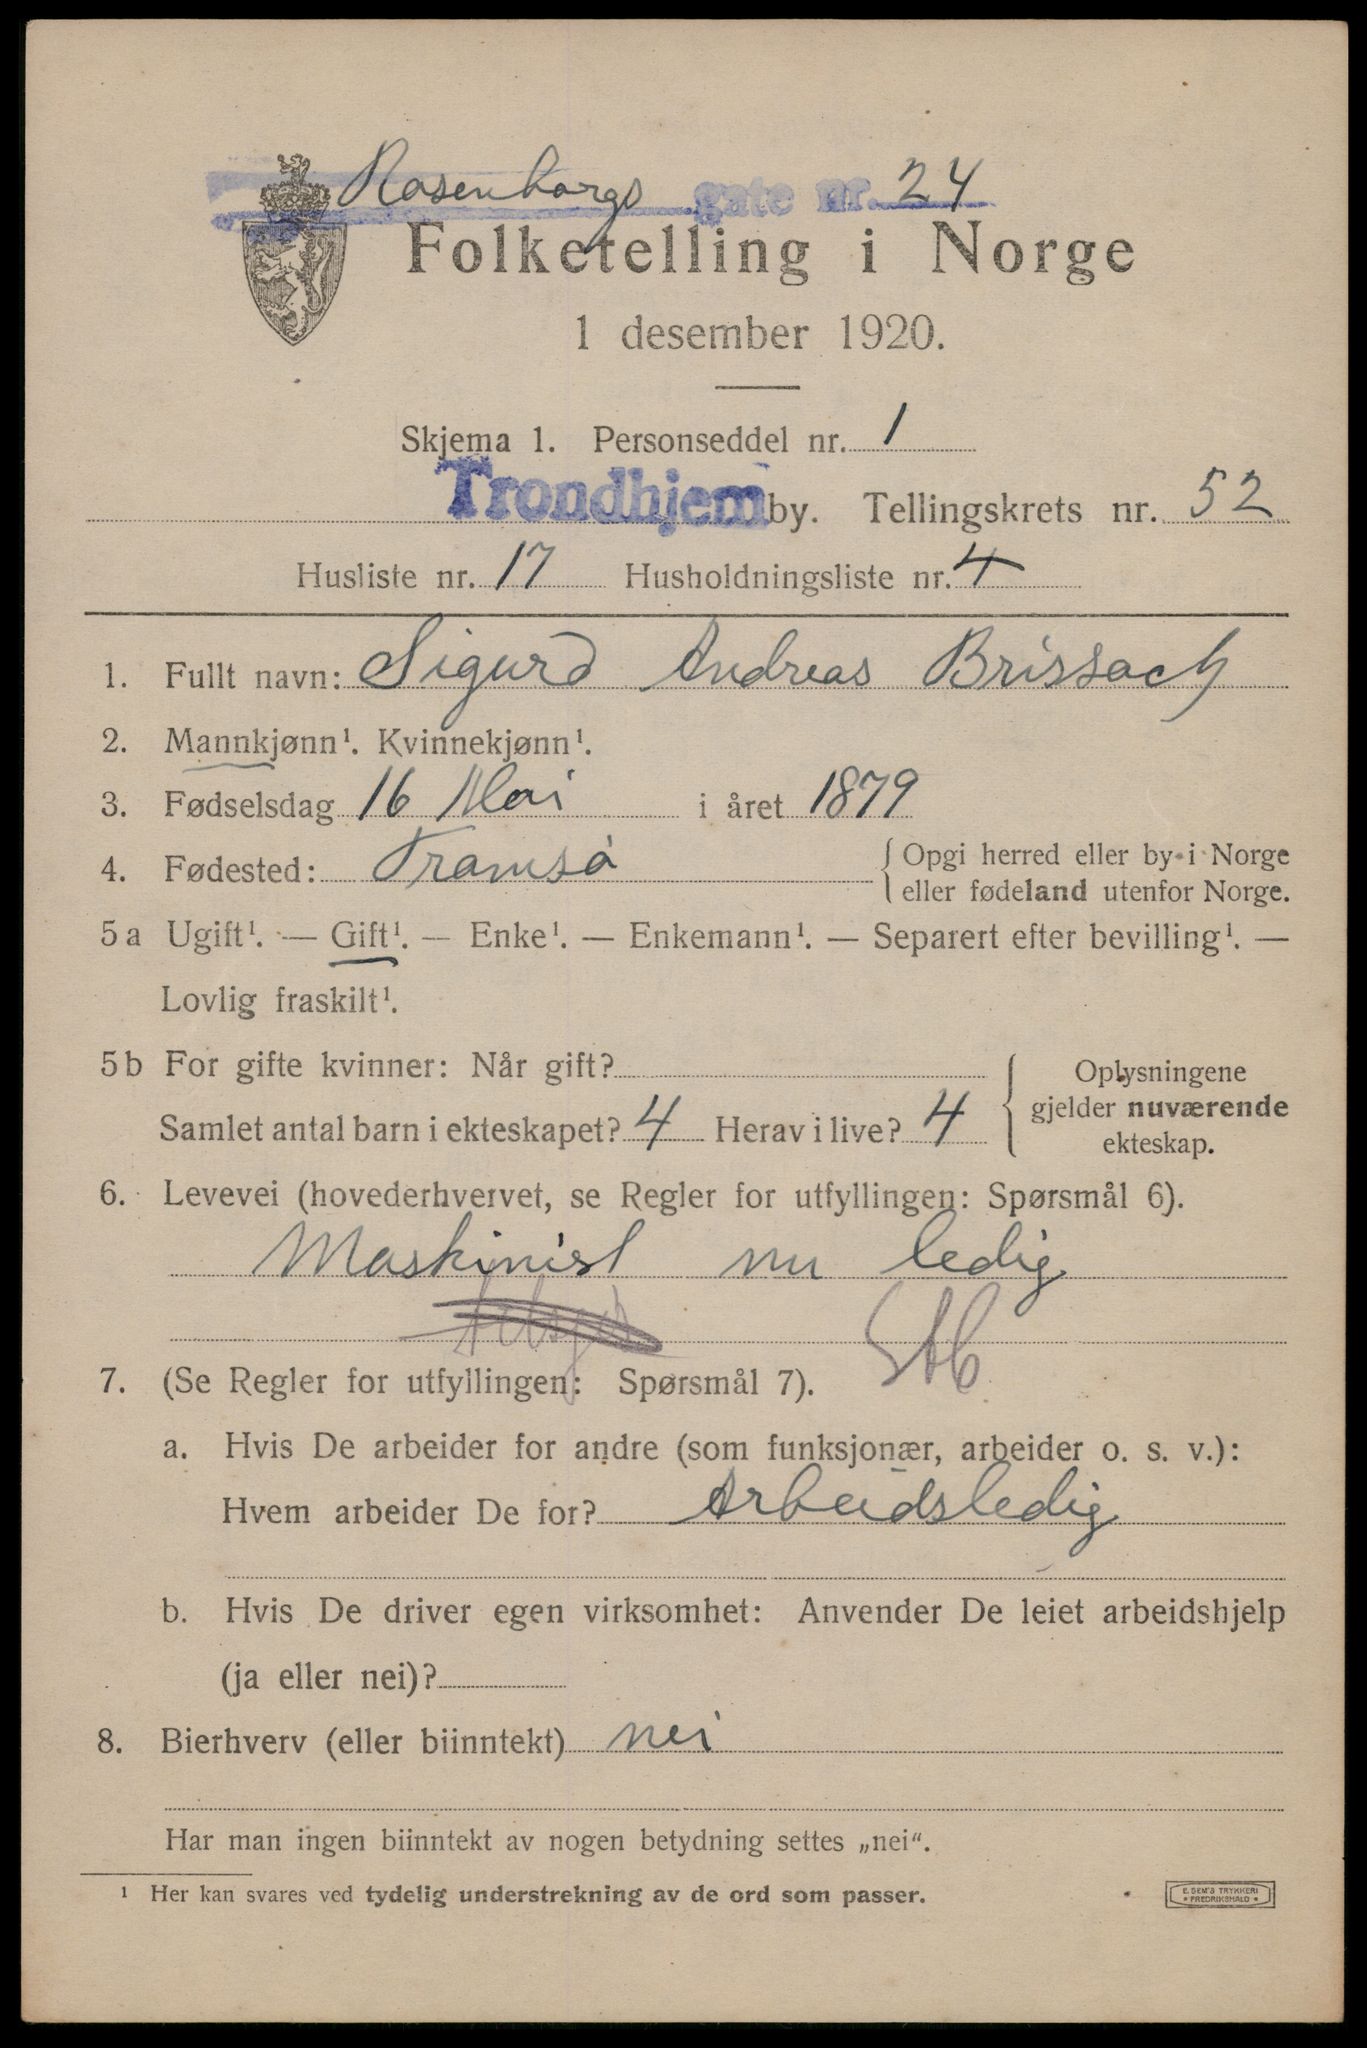 Rosenborgs gate nr. 24
Folketelling i Norge
1 desember 1920.
Skjema 1. Personseddel nr. 1
Trondhjem by. Tellingskrets nr. 52
Husliste nr. 17 Husholdningsliste nr. 4
1. Fullt navn: Sigurd Andreas Brissach
2. Mannkjønn¹. Kvinnekjønn¹.
3. Fødselsdag 16 Mai i året 1879
4. Fødested: Tromsø
{ Opgi herred eller by i Norge
eller fødeland utenfor Norge.
5 a Ugift¹. — Gift¹. — Enke¹. — Enkemann¹. — Separert efter bevilling¹. —
Lovlig fraskilt¹.
5 b For gifte kvinner: Når gift?
Samlet antal barn i ekteskapet? 4 Herav i live? 4
{ Oplysningene
gjelder nuværende
ekteskap.
6. Levevei (hovederhvervet, se Regler for utfyllingen: Spørsmål 6).
Maskinist nu ledig
7. (Se Regler for utfyllingen: Spørsmål 7).
a. Hvis De arbeider for andre (som funksjonær, arbeider o. s. v.):
Hvem arbeider De for? Arbeidsledig
b. Hvis De driver egen virksomhet: Anvender De leiet arbeidshjelp
(ja eller nei)?
8. Bierhverv (eller biinntekt) nei
Har man ingen biinntekt av nogen betydning settes „nei“.
¹ Her kan svares ved tydelig understrekning av de ord som passer.
E. SEM'S TRYKKERI
* FREDRIKSHALD *